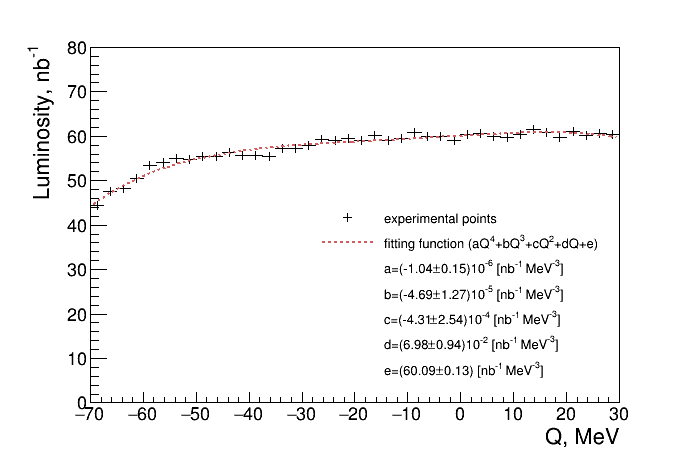 Luminosity, nb⁻¹
80
70
60
50
40
30
20
10
0
−70 −60 −50 −40 −30 −20 −10 0 10 20 30
Q, MeV
experimental points
fitting function (aQ⁴+bQ³+cQ²+dQ+e)
a=(-1.04±0.15)10⁻⁶ [nb⁻¹ MeV⁻³]
b=(-4.69±1.27)10⁻⁵ [nb⁻¹ MeV⁻³]
c=(-4.31±2.54)10⁻⁴ [nb⁻¹ MeV⁻³]
d=(6.98±0.94)10⁻² [nb⁻¹ MeV⁻³]
e=(60.09±0.13) [nb⁻¹ MeV⁻³]